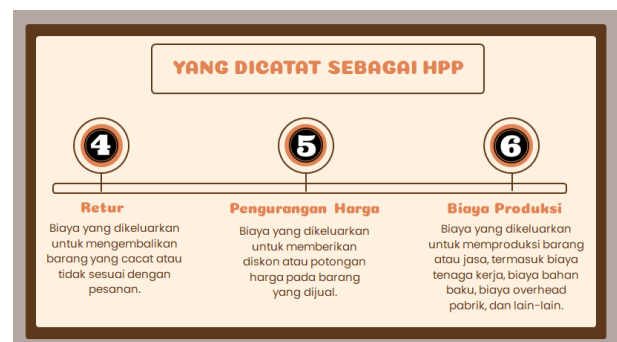 YANG DICATAT SEBAGAI HPP
4
5
6
Retur
Biaya yang dikeluarkan
untuk mengembalikan
barang yang cacat atau
tidak sesuai dengan
pesanan.
Pengurangan Harga
Biaya yang dikeluarkan
untuk memberikan
diskon atau potongan
harga pada barang
yang dijual.
Biaya Produksi
Biaya yang dikeluarkan
untuk memproduksi barang
atau jasa, termasuk biaya
tenaga kerja, biaya bahan
baku, biaya overhead
pabrik, dan lain-lain.